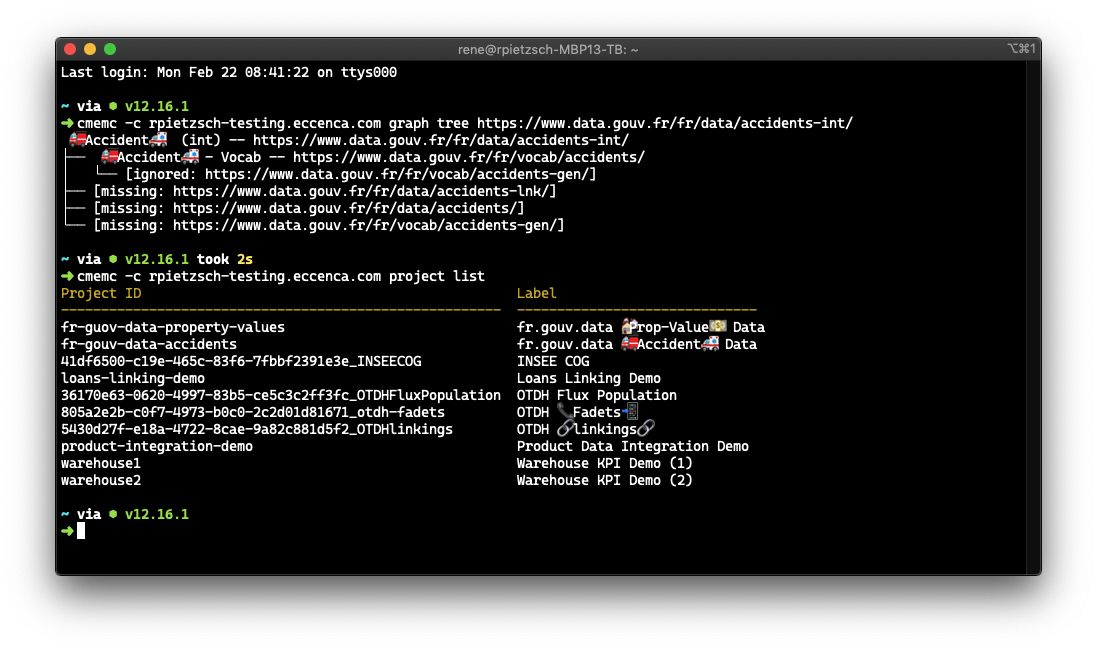 rene@rpietzsch-MBP13-TB: ~ ⌥⌘1
Last login: Mon Feb 22 08:41:22 on ttys000
~ via ⬢ v12.16.1
➜ cmemc -c rpietzsch-testing.eccenca.com graph tree https://www.data.gouv.fr/fr/data/accidents-int/
🚒Accident🚑 (int) -- https://www.data.gouv.fr/fr/data/accidents-int/
├── 🚒Accident🚑 - Vocab -- https://www.data.gouv.fr/fr/vocab/accidents/
│   └── [ignored: https://www.data.gouv.fr/fr/vocab/accidents-gen/]
├── [missing: https://www.data.gouv.fr/fr/data/accidents-lnk/]
├── [missing: https://www.data.gouv.fr/fr/data/accidents/]
└── [missing: https://www.data.gouv.fr/fr/vocab/accidents-gen/]
~ via ⬢ v12.16.1 took 2s
➜ cmemc -c rpietzsch-testing.eccenca.com project list
Project ID Label
fr-guov-data-property-values fr.gouv.data 🏘Prop-Value💵 Data
fr-gouv-data-accidents fr.gouv.data 🚒Accident🚑 Data
41df6500-c19e-465c-83f6-7fbbf2391e3e_INSEECOG INSEE COG
loans-linking-demo Loans Linking Demo
36170e63-0620-4997-83b5-ce5c3c2ff3fc_OTDHFluxPopulation OTDH Flux Population
805a2e2b-c0f7-4973-b0c0-2c2d01d81671_otdh-fadets OTDH 📞Fadets📲
5430d27f-e18a-4722-8cae-9a82c881d5f2_OTDHlinkings OTDH 🔗linkings🔗
product-integration-demo Product Data Integration Demo
warehouse1 Warehouse KPI Demo (1)
warehouse2 Warehouse KPI Demo (2)
~ via ⬢ v12.16.1
➜